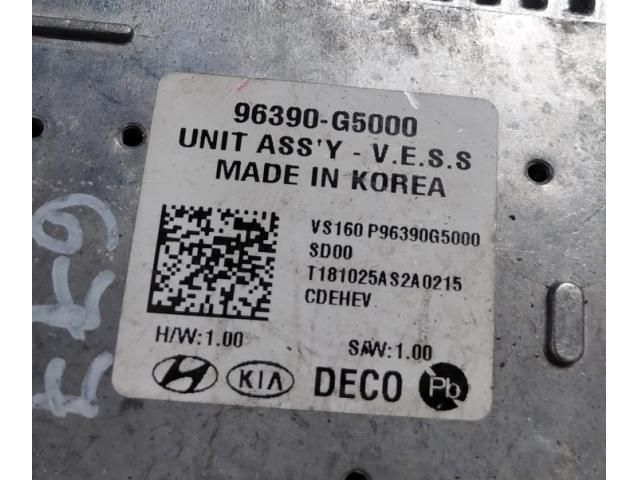 96390-G5000
UNIT ASS'Y - V.E.S.S
MADE IN KOREA
VS160 P96390G5000
SD00
T181025AS2A0215
CDEHEV
H/W:1.00 S/W:1.00
KIA DECO Pb